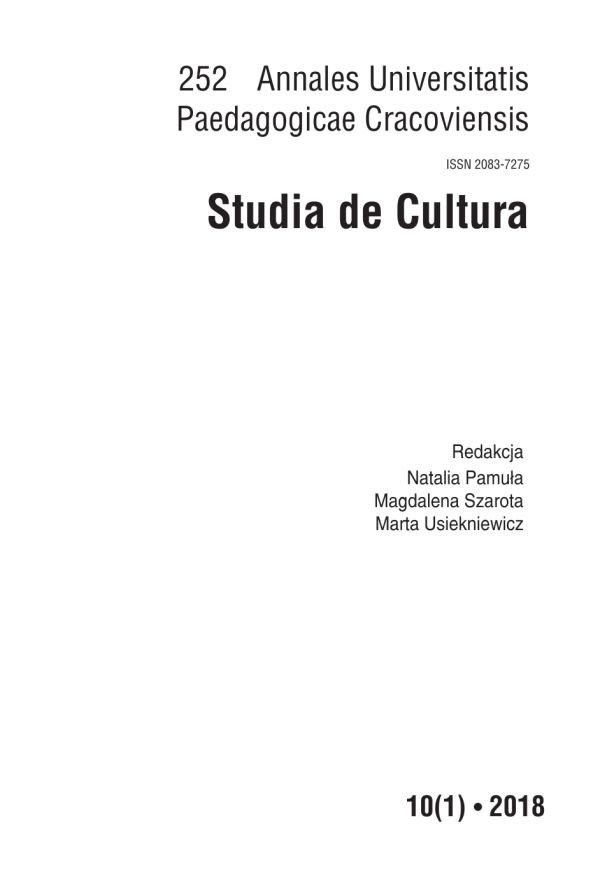 252 Annales Universitatis
Paedagogicae Cracoviensis
ISSN 2083-7275
Studia de Cultura
Redakcja
Natalia Pamuła
Magdalena Szarota
Marta Usiekniewicz
10(1) • 2018